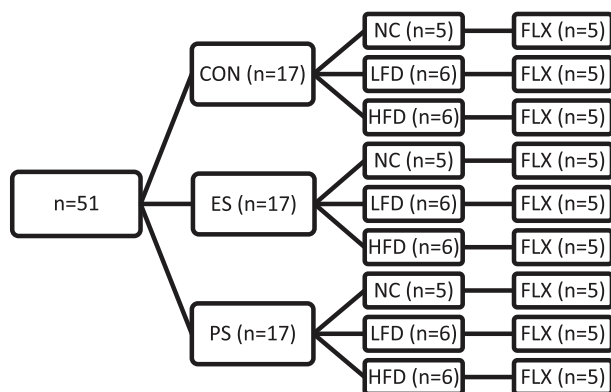 NC (n=5) FLX (n=5)
CON (n=17) LFD (n=6) FLX (n=5)
HFD (n=6) FLX (n=5)
NC (n=5) FLX (n=5)
n=51 ES (n=17) LFD (n=6) FLX (n=5)
HFD (n=6) FLX (n=5)
NC (n=5) FLX (n=5)
PS (n=17) LFD (n=6) FLX (n=5)
HFD (n=6) FLX (n=5)